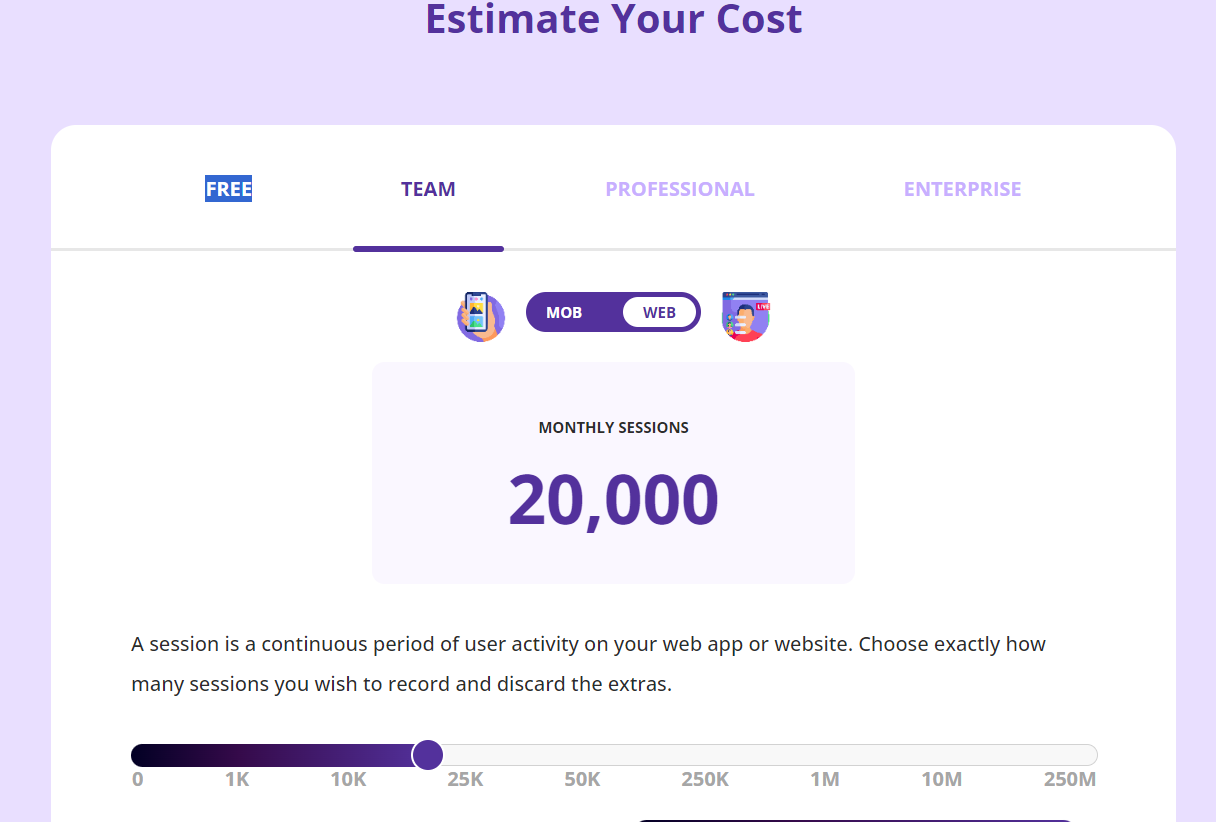 Estimate Your Cost
FREE TEAM PROFESSIONAL ENTERPRISE
MOB WEB LIVE
MONTHLY SESSIONS
20,000
A session is a continuous period of user activity on your web app or website. Choose exactly how
many sessions you wish to record and discard the extras.
0 1K 10K 25K 50K 250K 1M 10M 250M